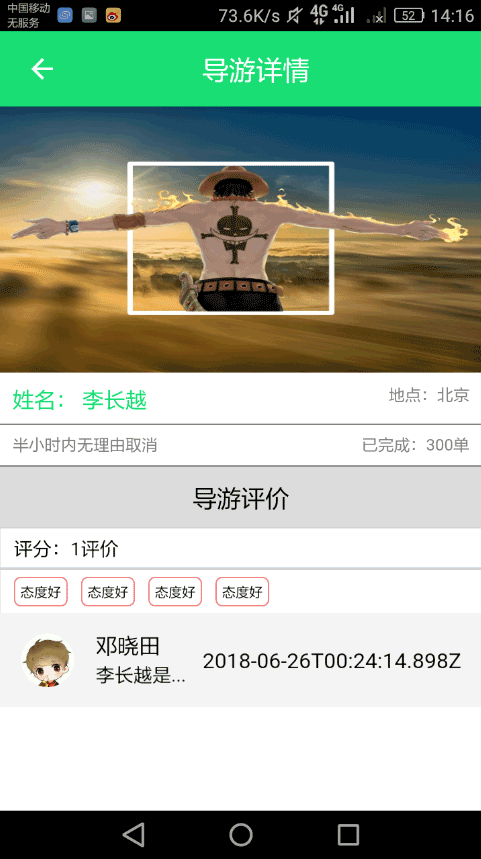 中国移动
无服务
73.6K/s 4G 4G 52 14:16
导游详情
姓名： 李长越
地点：北京
半小时内无理由取消
已完成：300单
导游评价
评分：1评价
态度好 态度好 态度好 态度好
邓晓田
李长越是...
2018-06-26T00:24:14.898Z